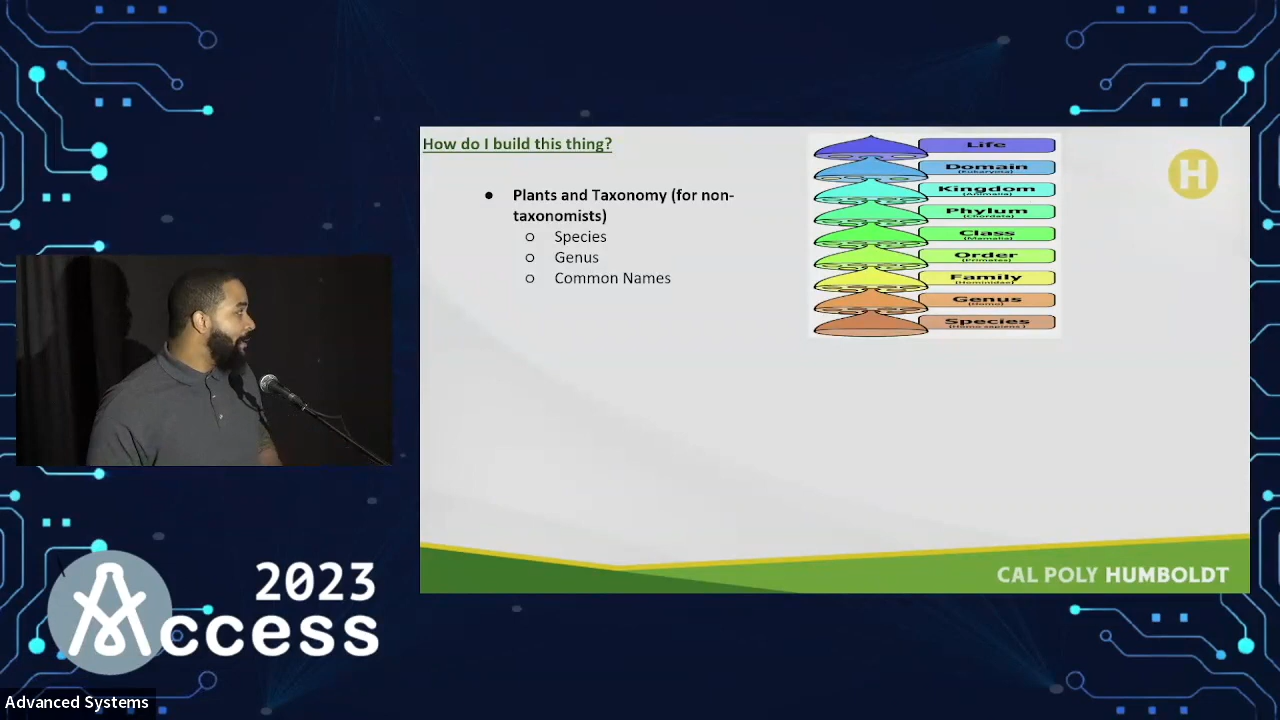 How do I build this thing?
● Plants and Taxonomy (for non-
taxonomists)
○ Species
○ Genus
○ Common Names
Life
Domain
(Eukaryota)
Kingdom
(Animalia)
Phylum
(Chordata)
Class
(Mamalia)
Order
(Primates)
Family
(Hominidae)
Genus
(Homo)
Species
(Homo sapiens)
H
CAL POLY HUMBOLDT
2023
Access
Advanced Systems